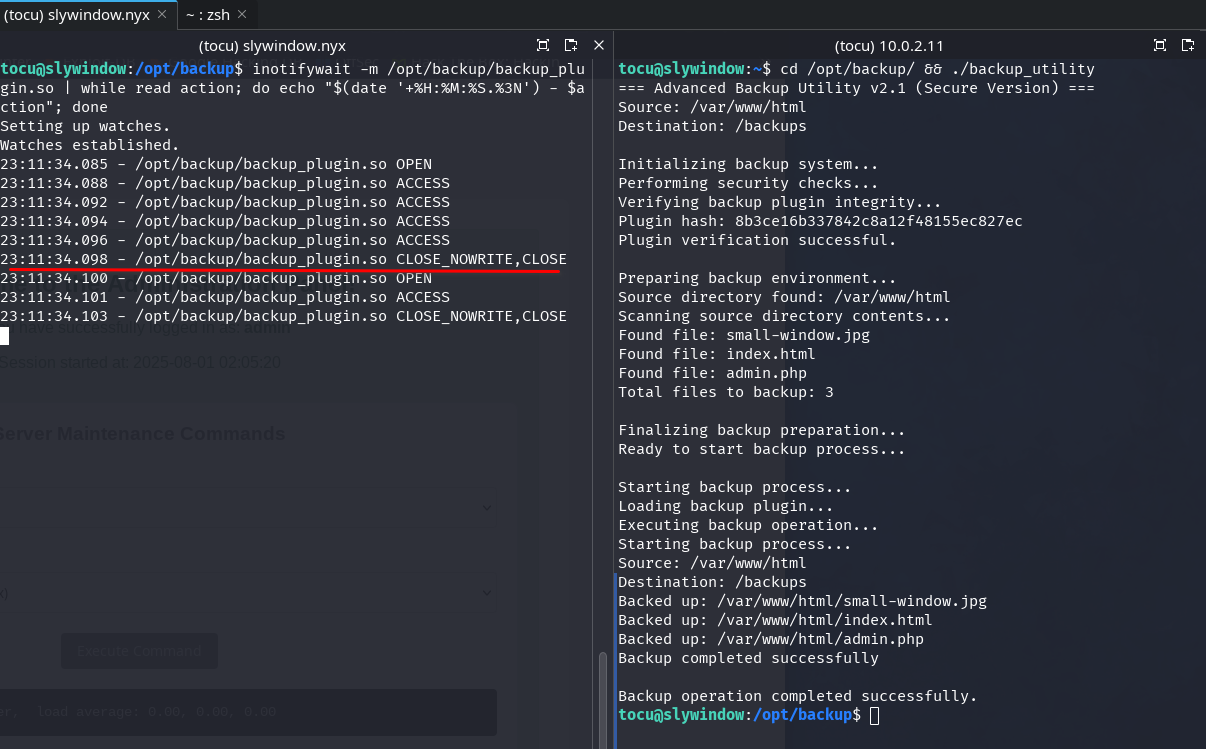 (tocu) slywindow.nyx
~ : zsh
(tocu) slywindow.nyx
tocu@slywindow:/opt/backup$ inotifywait -m /opt/backup/backup_plu
gin.so | while read action; do echo "$(date '+%H:%M:%S.%3N') - $a
ction"; done
Setting up watches.
Watches established.
23:11:34.085 - /opt/backup/backup_plugin.so OPEN
23:11:34.088 - /opt/backup/backup_plugin.so ACCESS
23:11:34.092 - /opt/backup/backup_plugin.so ACCESS
23:11:34.094 - /opt/backup/backup_plugin.so ACCESS
23:11:34.096 - /opt/backup/backup_plugin.so ACCESS
23:11:34.098 - /opt/backup/backup_plugin.so CLOSE_NOWRITE,CLOSE
23:11:34.100 - /opt/backup/backup_plugin.so OPEN
23:11:34.101 - /opt/backup/backup_plugin.so ACCESS
23:11:34.103 - /opt/backup/backup_plugin.so CLOSE_NOWRITE,CLOSE
have successfully logged in as: admin
Session started at: 2025-08-01 02:05:20
Server Maintenance Commands
Execute Command
load average: 0.00, 0.00, 0.00
(tocu) 10.0.2.11
tocu@slywindow:~$ cd /opt/backup/ && ./backup_utility
=== Advanced Backup Utility v2.1 (Secure Version) ===
Source: /var/www/html
Destination: /backups
Initializing backup system...
Performing security checks...
Verifying backup plugin integrity...
Plugin hash: 8b3ce16b337842c8a12f48155ec827ec
Plugin verification successful.
Preparing backup environment...
Source directory found: /var/www/html
Scanning source directory contents...
Found file: small-window.jpg
Found file: index.html
Found file: admin.php
Total files to backup: 3
Finalizing backup preparation...
Ready to start backup process...
Starting backup process...
Loading backup plugin...
Executing backup operation...
Starting backup process...
Source: /var/www/html
Destination: /backups
Backed up: /var/www/html/small-window.jpg
Backed up: /var/www/html/index.html
Backed up: /var/www/html/admin.php
Backup completed successfully
Backup operation completed successfully.
tocu@slywindow:/opt/backup$